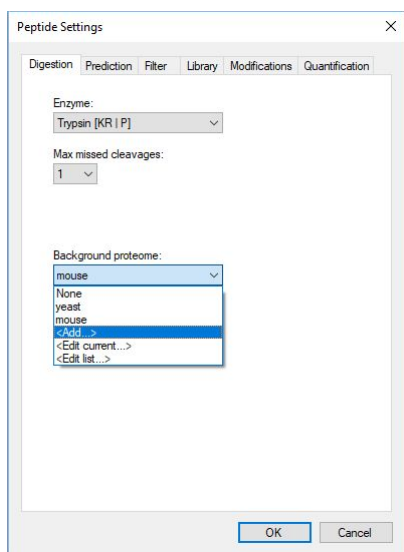 Peptide Settings
Digestion Prediction Filter Library Modifications Quantification
Enzyme:
Trypsin [KR | P]
Max missed cleavages:
1
Background proteome:
mouse
None
yeast
mouse
<Add...>
<Edit current...>
<Edit list...>
OK Cancel